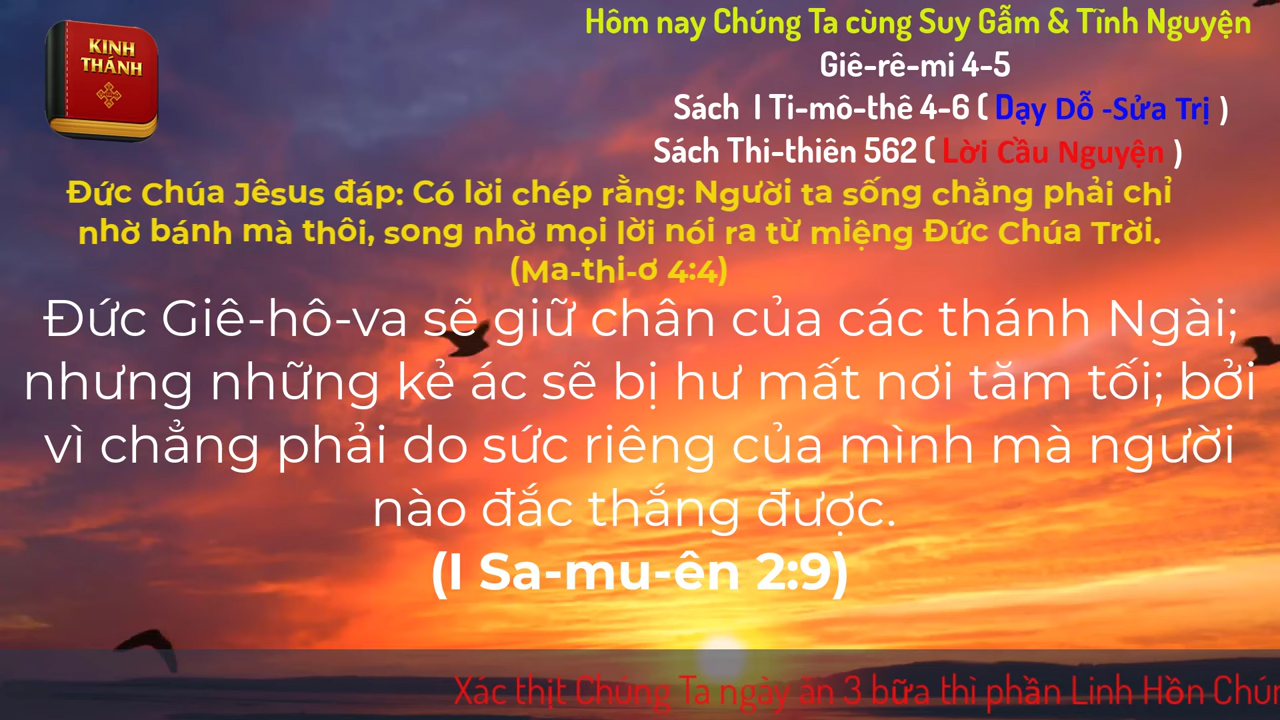 KINH
THÁNH
Hôm nay Chúng Ta cùng Suy Gẫm & Tĩnh Nguyện
Giê-rê-mi 4-5
Sách I Ti-mô-thê 4-6 ( Dạy Dỗ -Sửa Trị )
Sách Thi-thiên 562 ( Lời Cầu Nguyện )
Đức Chúa Jêsus đáp: Có lời chép rằng: Người ta sống chẳng phải chỉ
nhờ bánh mà thôi, song nhờ mọi lời nói ra từ miệng Đức Chúa Trời.
(Ma-thi-ơ 4:4)
Đức Giê-hô-va sẽ giữ chân của các thánh Ngài;
nhưng những kẻ ác sẽ bị hư mất nơi tăm tối; bởi
vì chẳng phải do sức riêng của mình mà người
nào đắc thắng được.
(I Sa-mu-ên 2:9)
Xác thịt Chúng Ta ngày ăn 3 bữa thì phần Linh Hồn Chún